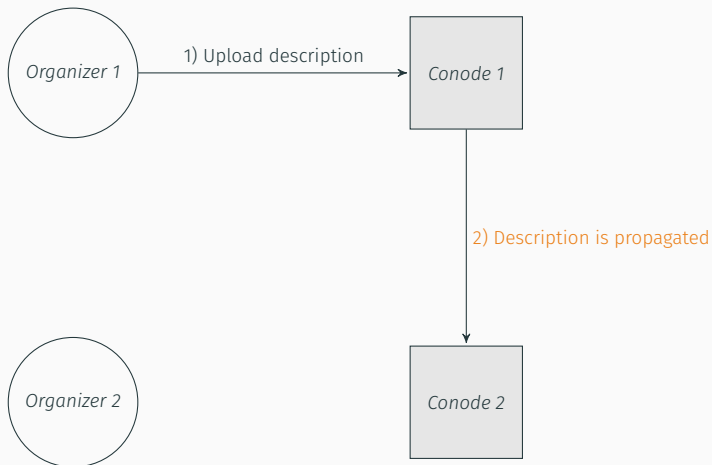 Organizer 1
1) Upload description
Conode 1
2) Description is propagated
Organizer 2
Conode 2